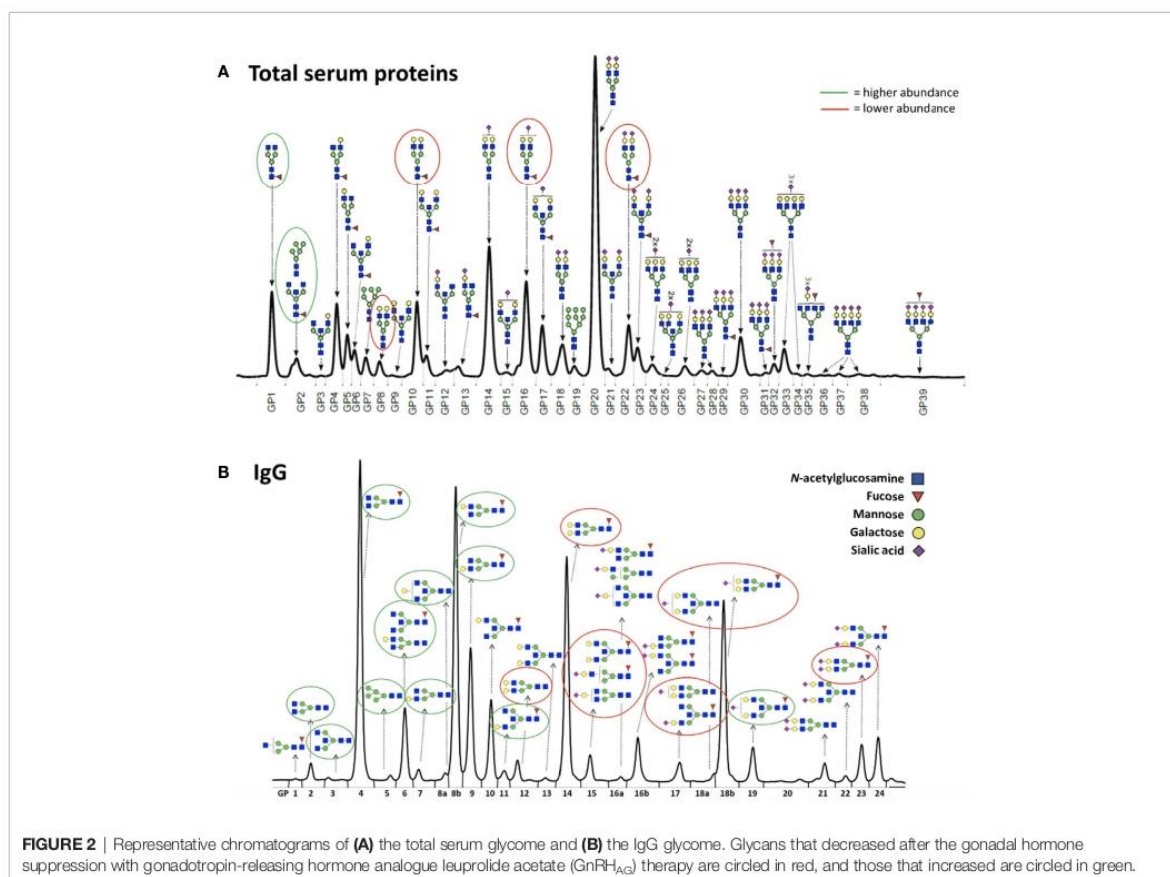 A Total serum proteins
= higher abundance
= lower abundance
3x
2x
2x
2x
3x
GP1 GP2 GP3 GP4 GP5 GP6 GP7 GP8 GP9 GP10 GP11 GP12 GP13 GP14 GP15 GP16 GP17 GP18 GP19 GP20 GP21 GP22 GP23 GP24 GP25 GP26 GP27 GP28 GP29 GP30 GP31 GP32 GP33 GP34 GP35 GP36 GP37 GP38 GP39
B IgG
N-acetylglucosamine
Fucose
Mannose
Galactose
Sialic acid
GP 1 2 3 4 5 6 7 8a 8b 9 10 11 12 13 14 15 16a 16b 17 18a 18b 19 20 21 22 23 24
FIGURE 2 | Representative chromatograms of (A) the total serum glycome and (B) the IgG glycome. Glycans that decreased after the gonadal hormone
suppression with gonadotropin-releasing hormone analogue leuprolide acetate (GnRHAG) therapy are circled in red, and those that increased are circled in green.